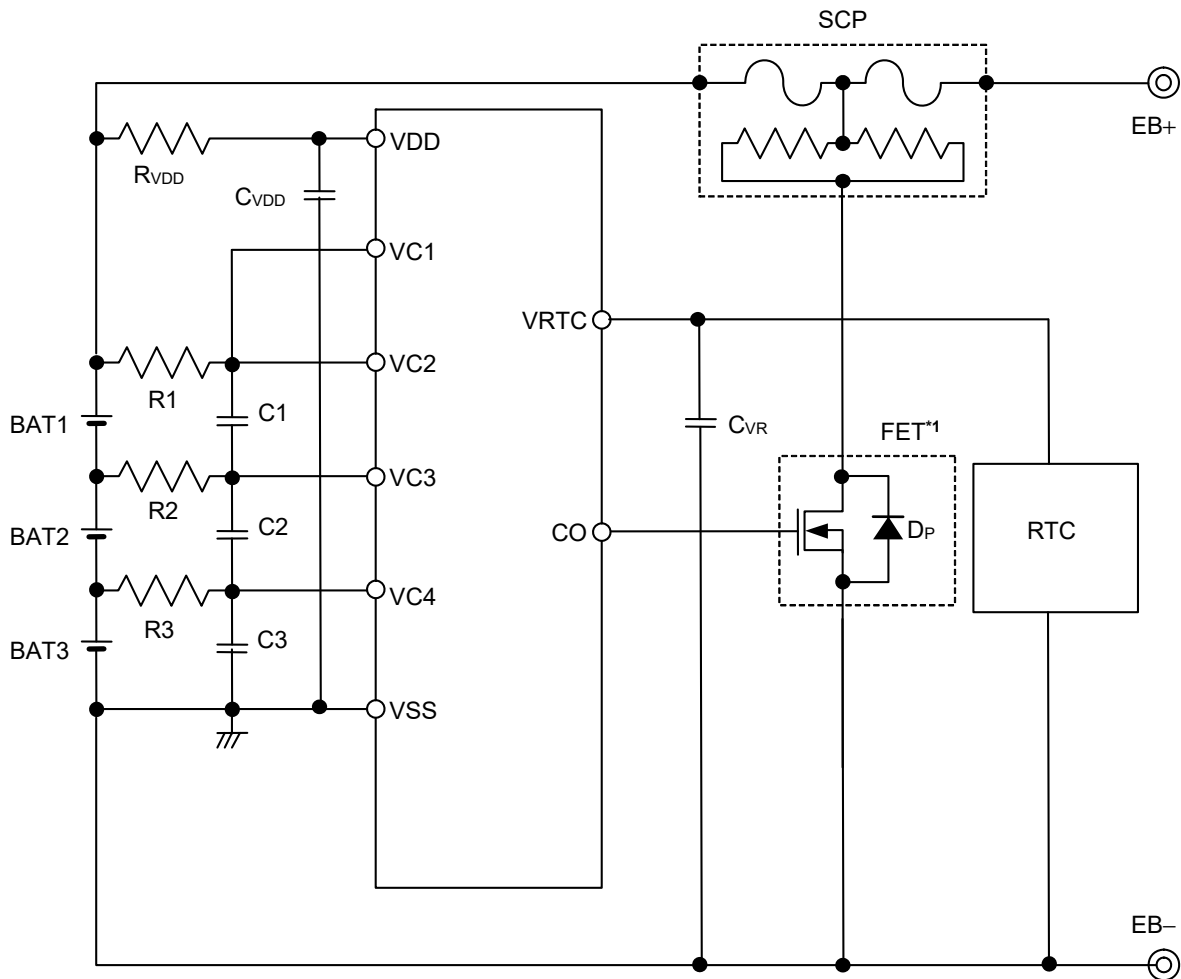 SCP
EB+
RVDD
CVDD
VDD
VC1
VRTC
VC2
R1
C1
BAT1
CVR
FET*1
VC3
R2
C2
BAT2
CO
DP
RTC
VC4
R3
C3
BAT3
VSS
EB−